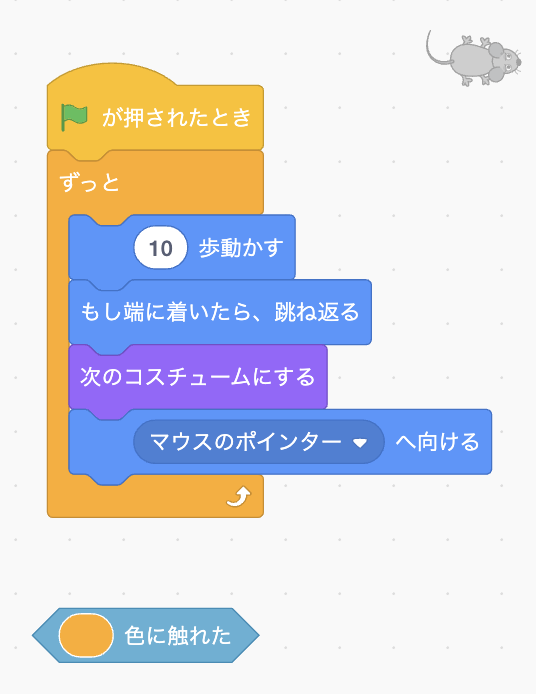 が押されたとき
ずっと
10 歩動かす
もし端に着いたら、跳ね返る
次のコスチュームにする
マウスのポインター へ向ける
色に触れた